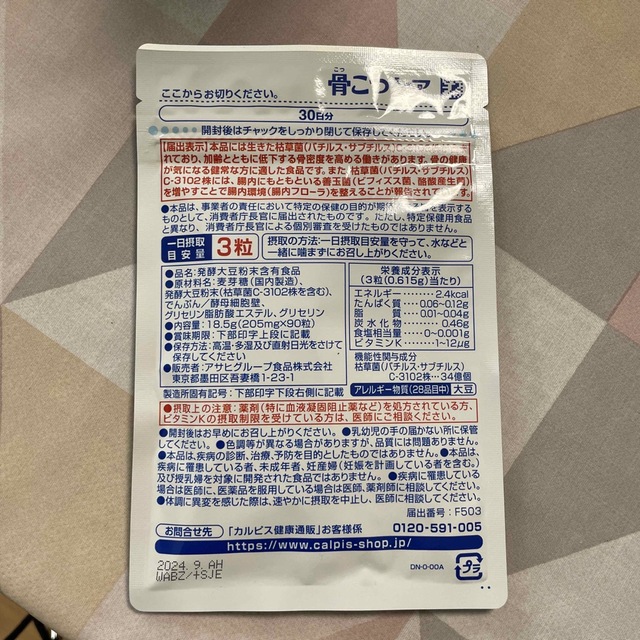 ここからお切りください。
こつ
骨こつケア
30日分
開封後はチャックをしっかり閉じて保存してください。
【届出表示】本品には生きた枯草菌(バチルス・サブチルス)C-3102株が含ま
れており、加齢とともに低下する骨密度を高める働きがあります。骨の健康
が気になる健常な方に適した食品です。また枯草菌(バチルス・サブチルス)
C-3102株には、腸内にもともといる善玉菌(ビフィズス菌、酪酸産生菌)
を増やすことで腸内環境(腸内フローラ)を整えることが報告されています。
●本品は、事業者の責任において特定の保健の目的が期待できる旨を表示する
ものとして、消費者庁長官に届出されたものです。ただし、特定保健用食品
と異なり、消費者庁長官による個別審査を受けたものではありません。
一日摂取
目安量 3粒
摂取の方法:一日摂取目安量を守って、水などと
一緒に噛まずにお召し上がりください。
●品名:発酵大豆粉末含有食品
●原材料名:麦芽糖(国内製造)、
発酵大豆粉末(枯草菌C-3102株を含む)、
でんぷん/酵母細胞壁、
グリセリン脂肪酸エステル、グリセリン
●内容量:18.5g(205mg×90粒)
●賞味期限:下部印字上段に記載
●保存方法:高温・多湿及び直射日光をさけて
保存してください
●販売者:アサヒグループ食品株式会社
東京都墨田区吾妻橋1-23-1
製造所固有記号:下部印字下段右側に記載
栄養成分表示
(3粒(0.615g)当たり)
エネルギー……2.4kcal
たんぱく質……0.06~0.12g
脂質……0.01~0.04g
炭水化物……0.46g
食塩相当量……0~0.001g
ビタミンK……1~12μg
機能性関与成分
枯草菌(バチルス・サブチルス)
C-3102株…34億個
アレルギー物質(28品目中) 大豆
●摂取上の注意:薬剤(特に血液凝固阻止薬など)を処方されている方、
ビタミンKの摂取制限を受けている方は、医師にご相談ください。
●開封後はお早めにお召し上がりください。●乳幼児の手の届かない所に保管
してください。●色調等が異なる場合がありますが、品質には問題ありません。
●本品は、疾病の診断、治療、予防を目的としたものではありません。●本品は、
疾病に罹患している者、未成年者、妊産婦(妊娠を計画している者を含む。)
及び授乳婦を対象に開発された食品ではありません。●疾病に罹患している
場合は医師に、医薬品を服用している場合は医師、薬剤師に相談してください。
●体調に異変を感じた際は、速やかに摂取を中止し、医師に相談してください。
届出番号:F503
お問合せ先 「カルピス健康通販」お客様係 0120-591-005
https://www.calpis-shop.jp/
2024.9.AH
WABZ/+SJE
DN-0-00A
プラ